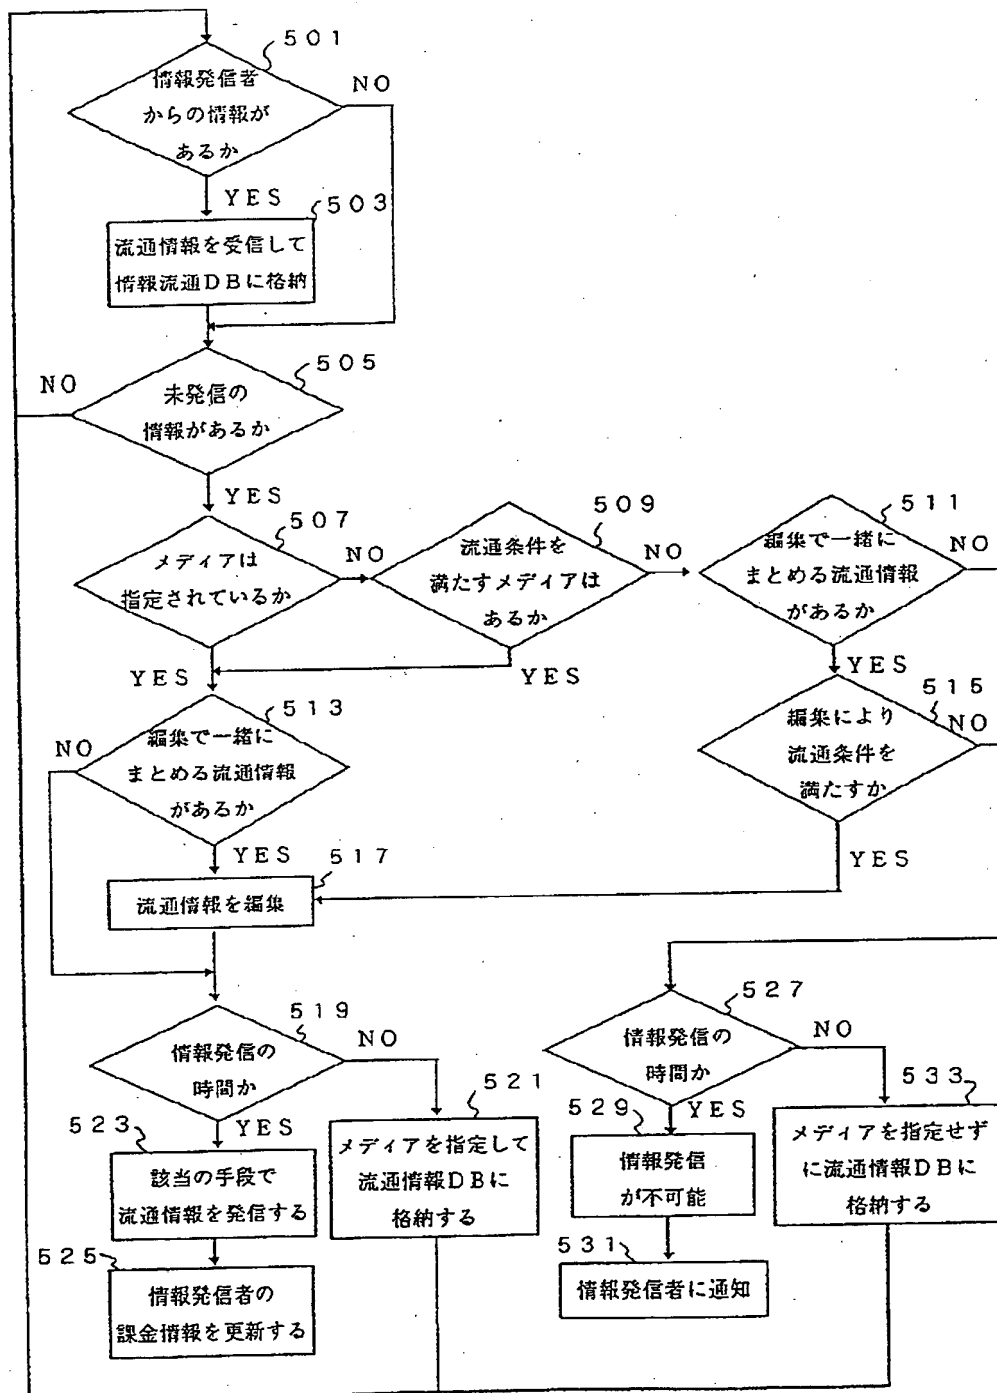 501
情報発信者
からの情報が
あるか
NO
YES
503
流通情報を受信して
情報流通DBに格納
505
NO
未発信の
情報があるか
YES
507
メディアは
指定されているか
NO
YES
509
流通条件を
満たすメディアは
あるか
NO
YES
511
編集で一緒に
まとめる流通情報
があるか
NO
YES
513
NO
編集で一緒に
まとめる流通情報
があるか
YES
515
編集により
流通条件を
満たすか
NO
YES
517
流通情報を編集
519
情報発信の
時間か
NO
YES
521
メディアを指定して
流通情報DBに
格納する
523
該当の手段で
流通情報を発信する
525
情報発信者の
課金情報を更新する
527
情報発信の
時間か
NO
YES
529
情報発信
が不可能
531
情報発信者に通知
533
メディアを指定せず
に流通情報DBに
格納する